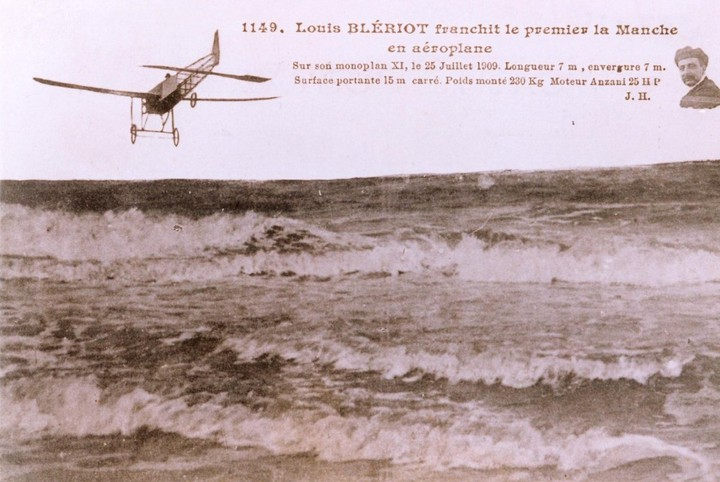 1149. Louis BLÉRIOT franchit le premier la Manche
en aéroplane
Sur son monoplan XI, le 25 Juillet 1909. Longueur 7 m , envergure 7 m.
Surface portante 15 m carré. Poids monté 230 Kg Moteur Anzani 25 H P
J. H.